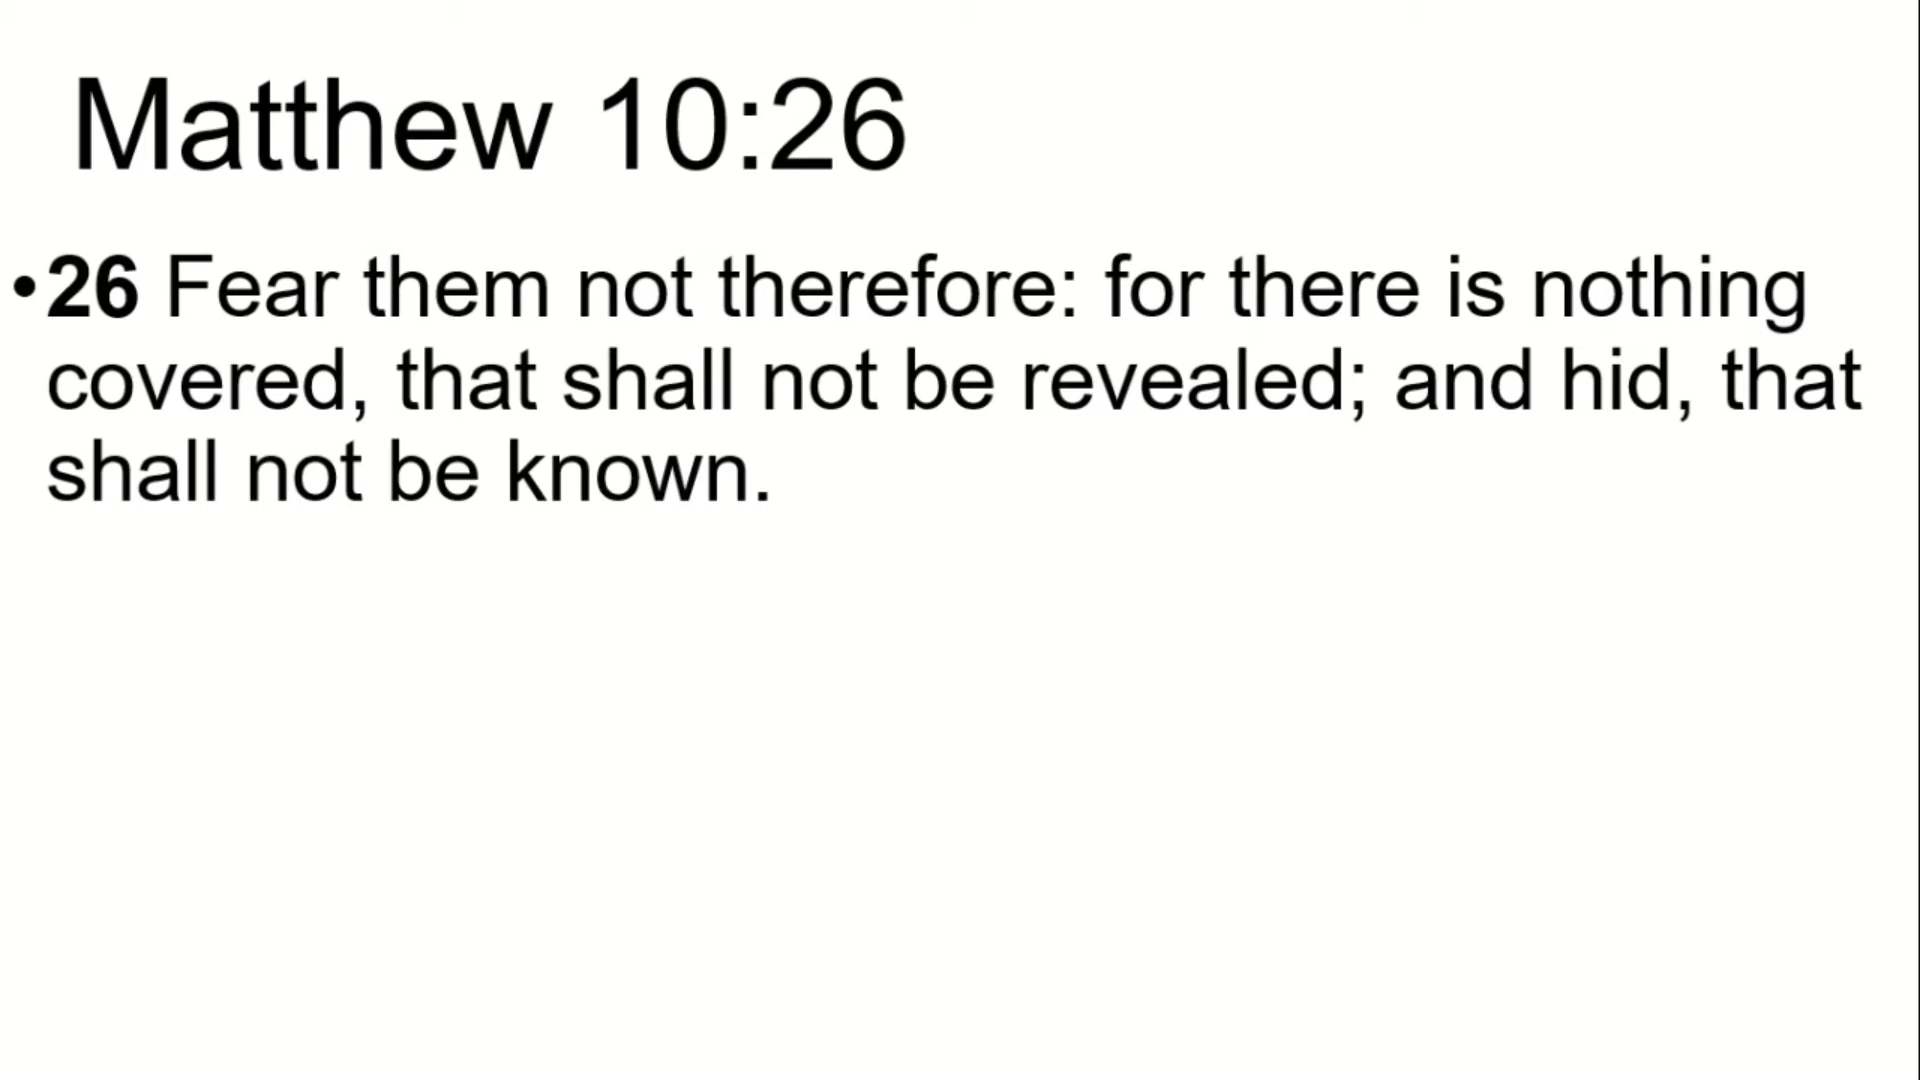 Matthew 10:26
•26 Fear them not therefore: for there is nothing
covered, that shall not be revealed; and hid, that
shall not be known.